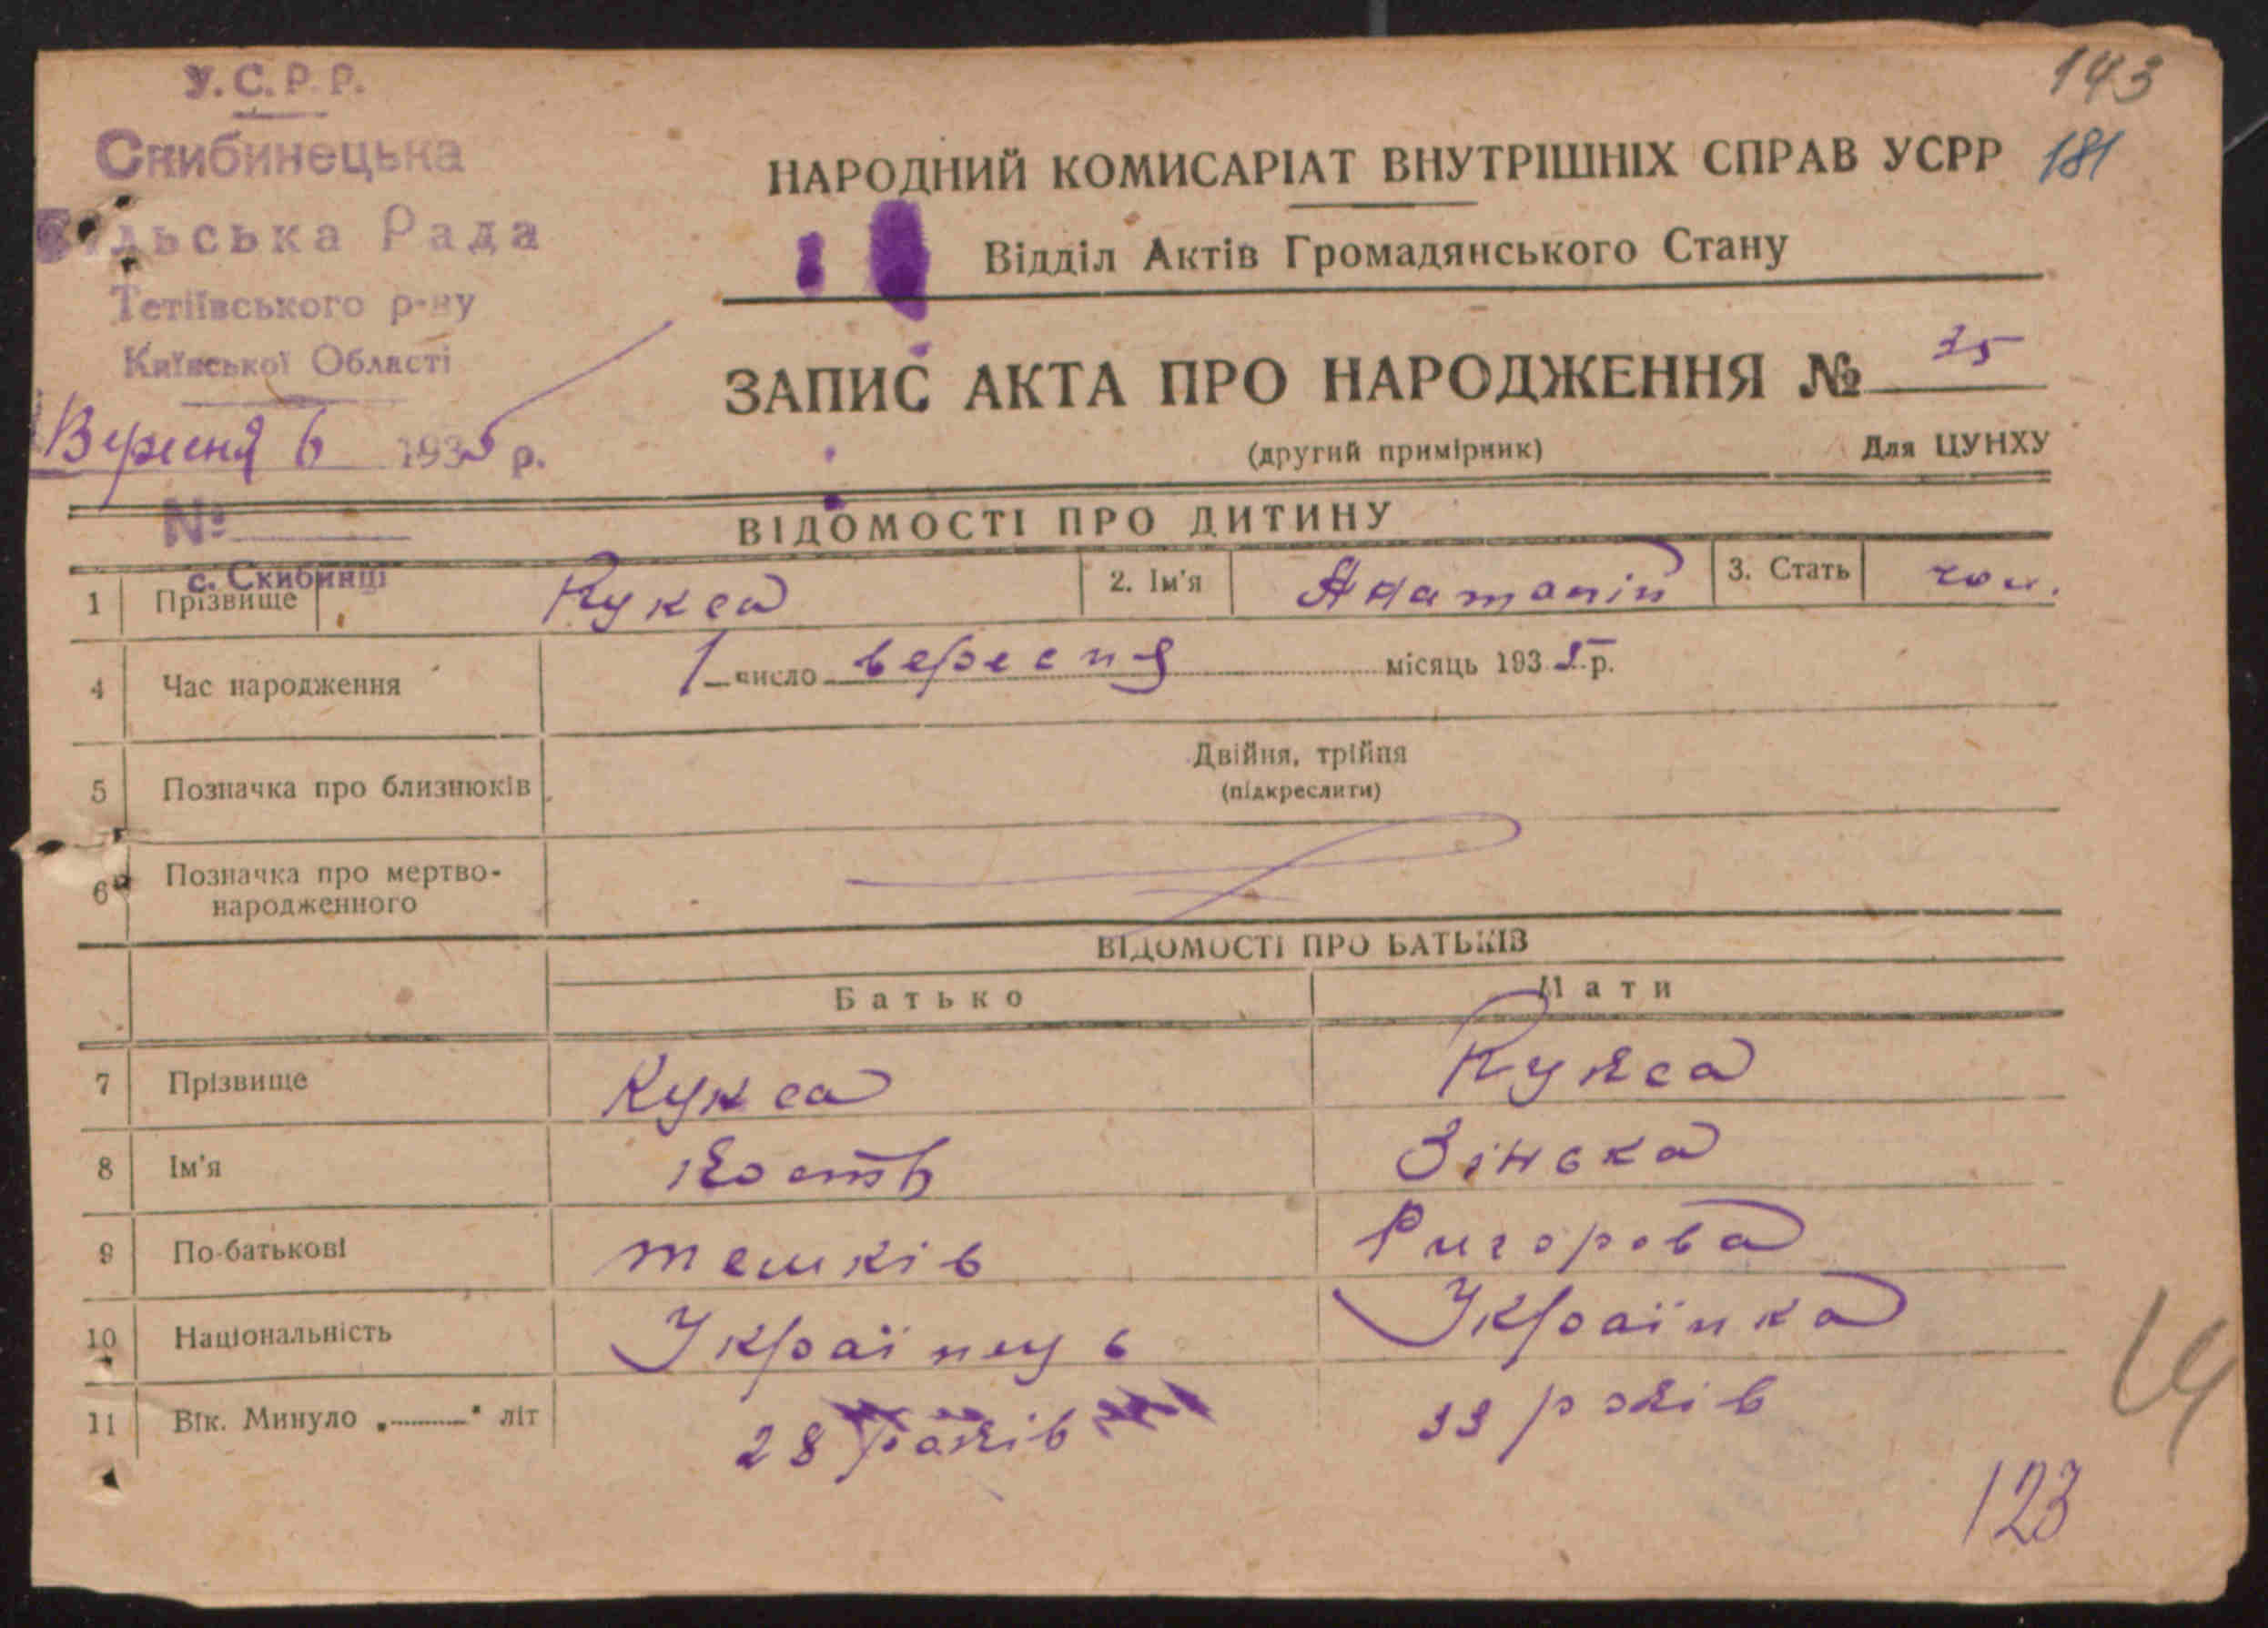 У.С.Р.Р.
Скибинецька
Сільська Рада
Тетіївського р-ну
Київської Области
Вересня 6 1935 р.
№
с. Скибинці
143
181
НАРОДНИЙ КОМИСАРІАТ ВНУТРІШНІХ СПРАВ УСРР
Відділ Актів Громадянського Стану
ЗАПИС АКТА ПРО НАРОДЖЕННЯ №
(другий примірник) Для ЦУНХУ
ВІДОМОСТІ ПРО ДИТИНУ
1 Прізвище Кукса 2. Ім'я Анатолій 3. Стать чол.
4 Час народження 1 число вересня місяць 1935 р.
5 Позначка про близнюків Двійня, трійня
(підкреслити)
6 Позначка про мертво-
народженного
ВІДОМОСТІ ПРО БАТЬКІВ
Батько Мати
7 Прізвище Кукса Кукса
8 Ім'я Кость Зінька
9 По-батькові Ригорова
10 Національність Українець Українка
11 Вік. Минуло „ " літ 28 років 33 років
123